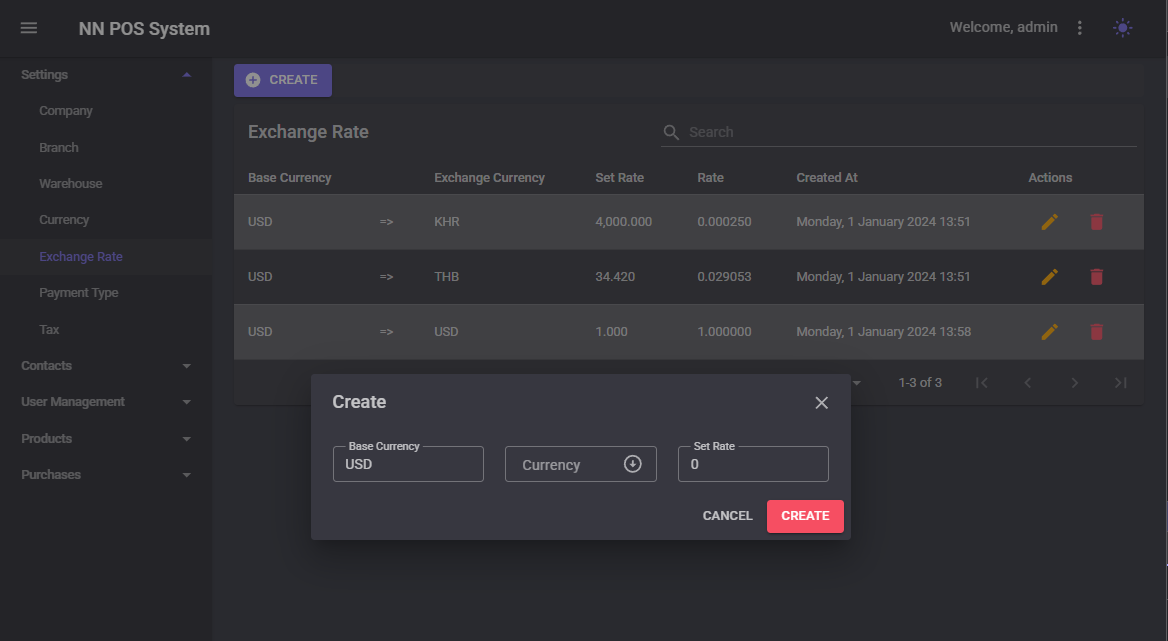 NN POS System
Welcome, admin
Settings
Company
Branch
Warehouse
Currency
Exchange Rate
Payment Type
Tax
Contacts
User Management
Products
Purchases
CREATE
Exchange Rate
Search
Base Currency Exchange Currency Set Rate Rate Created At Actions
USD => KHR 4,000.000 0.000250 Monday, 1 January 2024 13:51
USD => THB 34.420 0.029053 Monday, 1 January 2024 13:51
USD => USD 1.000 1.000000 Monday, 1 January 2024 13:58
1-3 of 3
Create
Base Currency
USD
Currency
Set Rate
0
CANCEL
CREATE